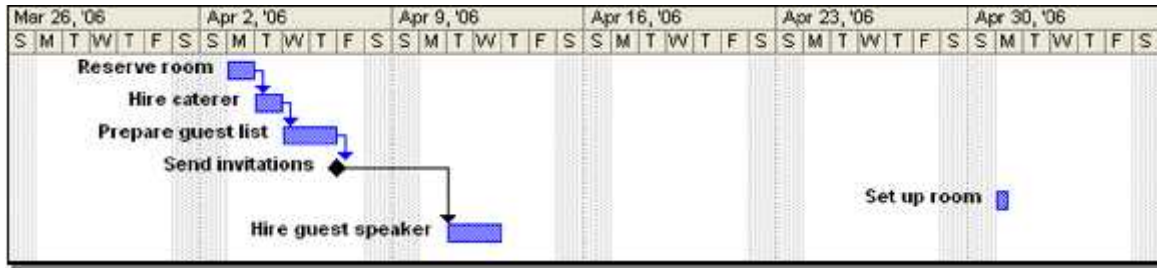 Mar 26, '06 Apr 2, '06 Apr 9, '06 Apr 16, '06 Apr 23, '06 Apr 30, '06
S M T W T F S S M T W T F S S M T W T F S S M T W T F S S M T W T F S S M T W T F S
Reserve room
Hire caterer
Prepare guest list
Send invitations
Set up room
Hire guest speaker